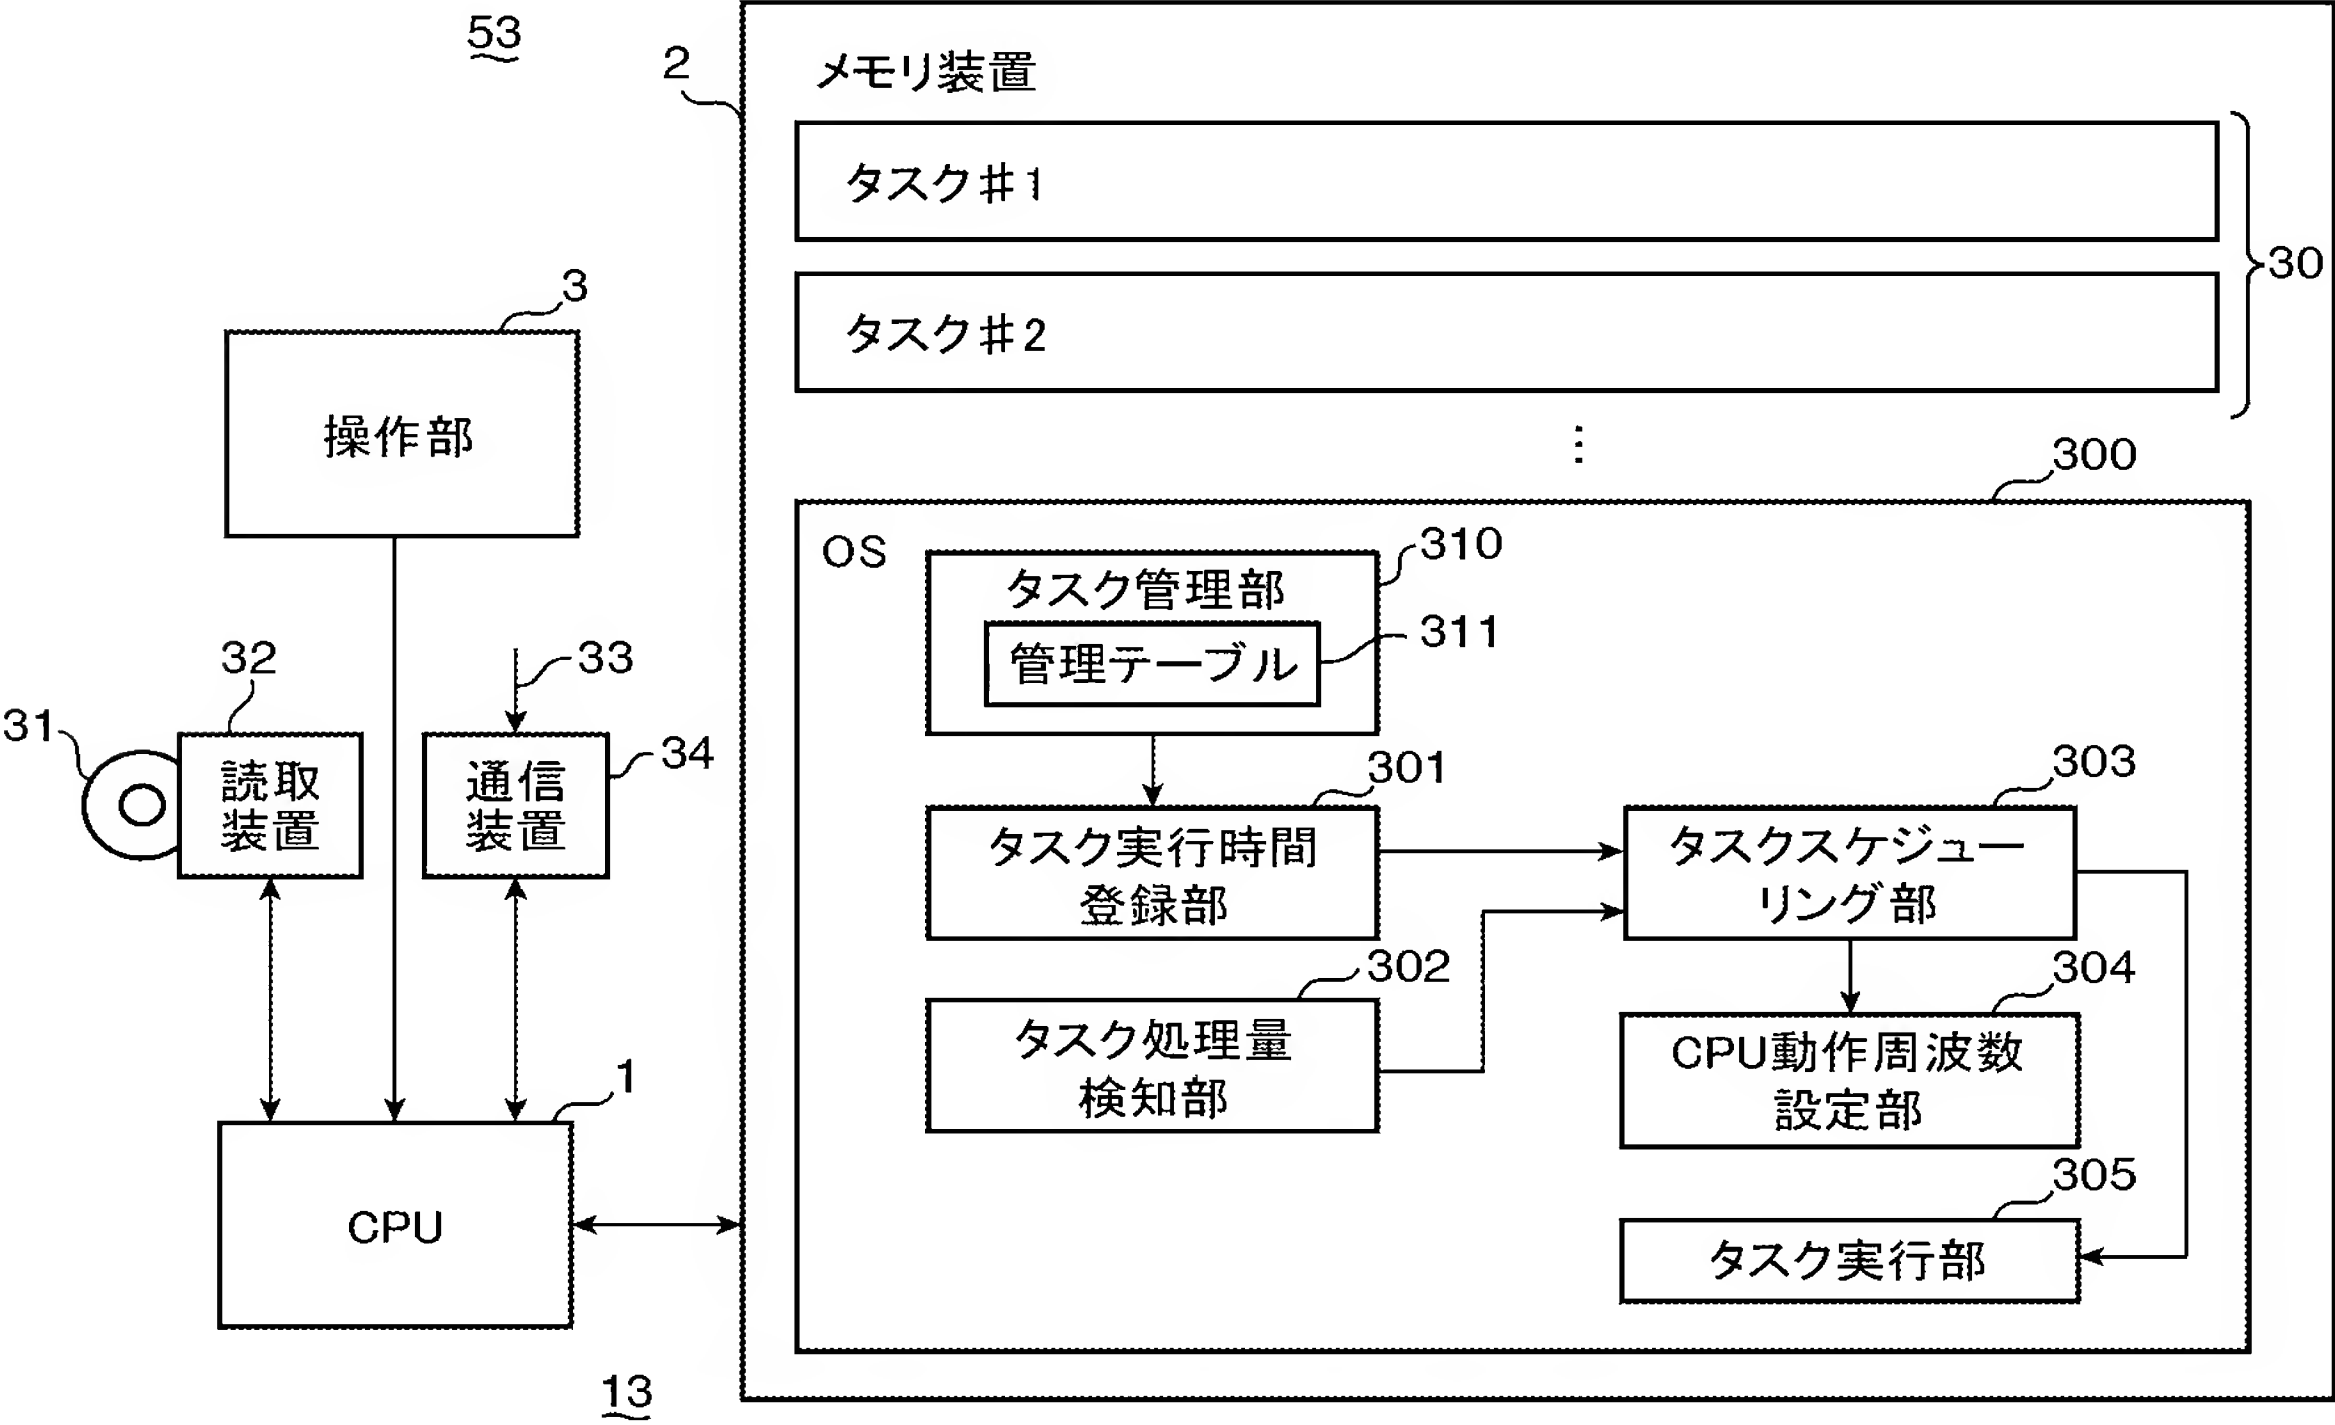 53
2
メモリ装置
タスク#1
タスク#2
30
⋮
3
操作部
300
OS
310
タスク管理部
311
管理テーブル
32
33
31
34
読取
装置
通信
装置
301
タスク実行時間
登録部
303
タスクスケジュー
リング部
302
タスク処理量
検知部
304
CPU動作周波数
設定部
305
タスク実行部
1
CPU
13